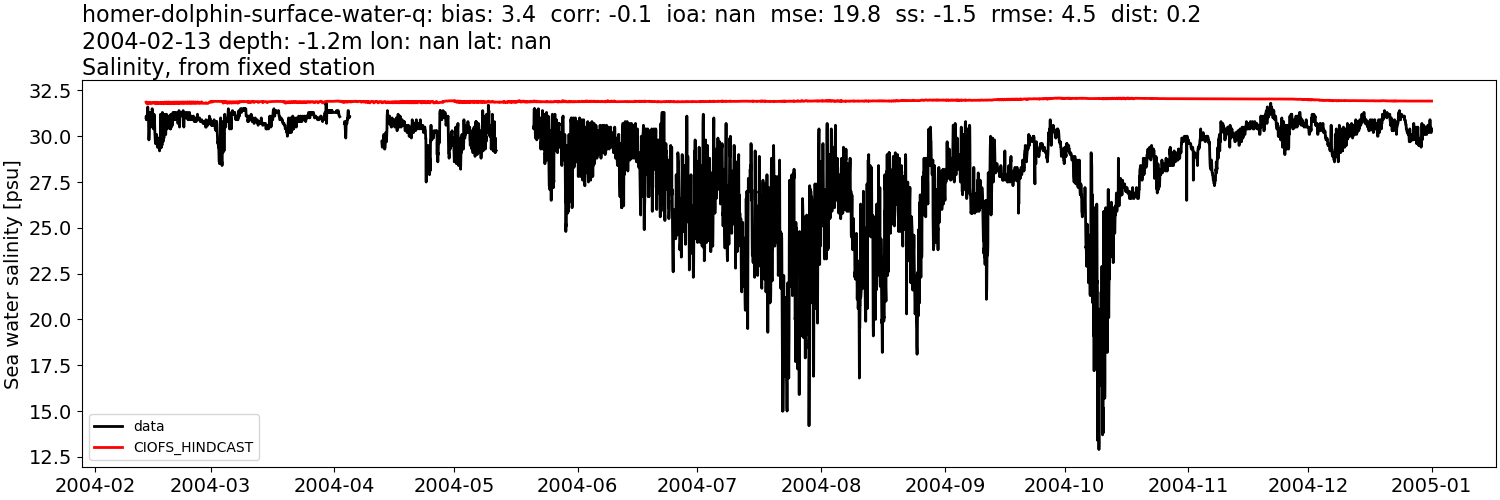 homer-dolphin-surface-water-q: bias: 3.4  corr: -0.1  ioa: nan  mse: 19.8  ss: -1.5  rmse: 4.5  dist: 0.2
2004-02-13 depth: -1.2m lon: nan lat: nan
Salinity, from fixed station
Sea water salinity [psu]
32.5
30.0
27.5
25.0
22.5
20.0
17.5
15.0
12.5
data
CIOFS_HINDCAST
2004-02 2004-03 2004-04 2004-05 2004-06 2004-07 2004-08 2004-09 2004-10 2004-11 2004-12 2005-01